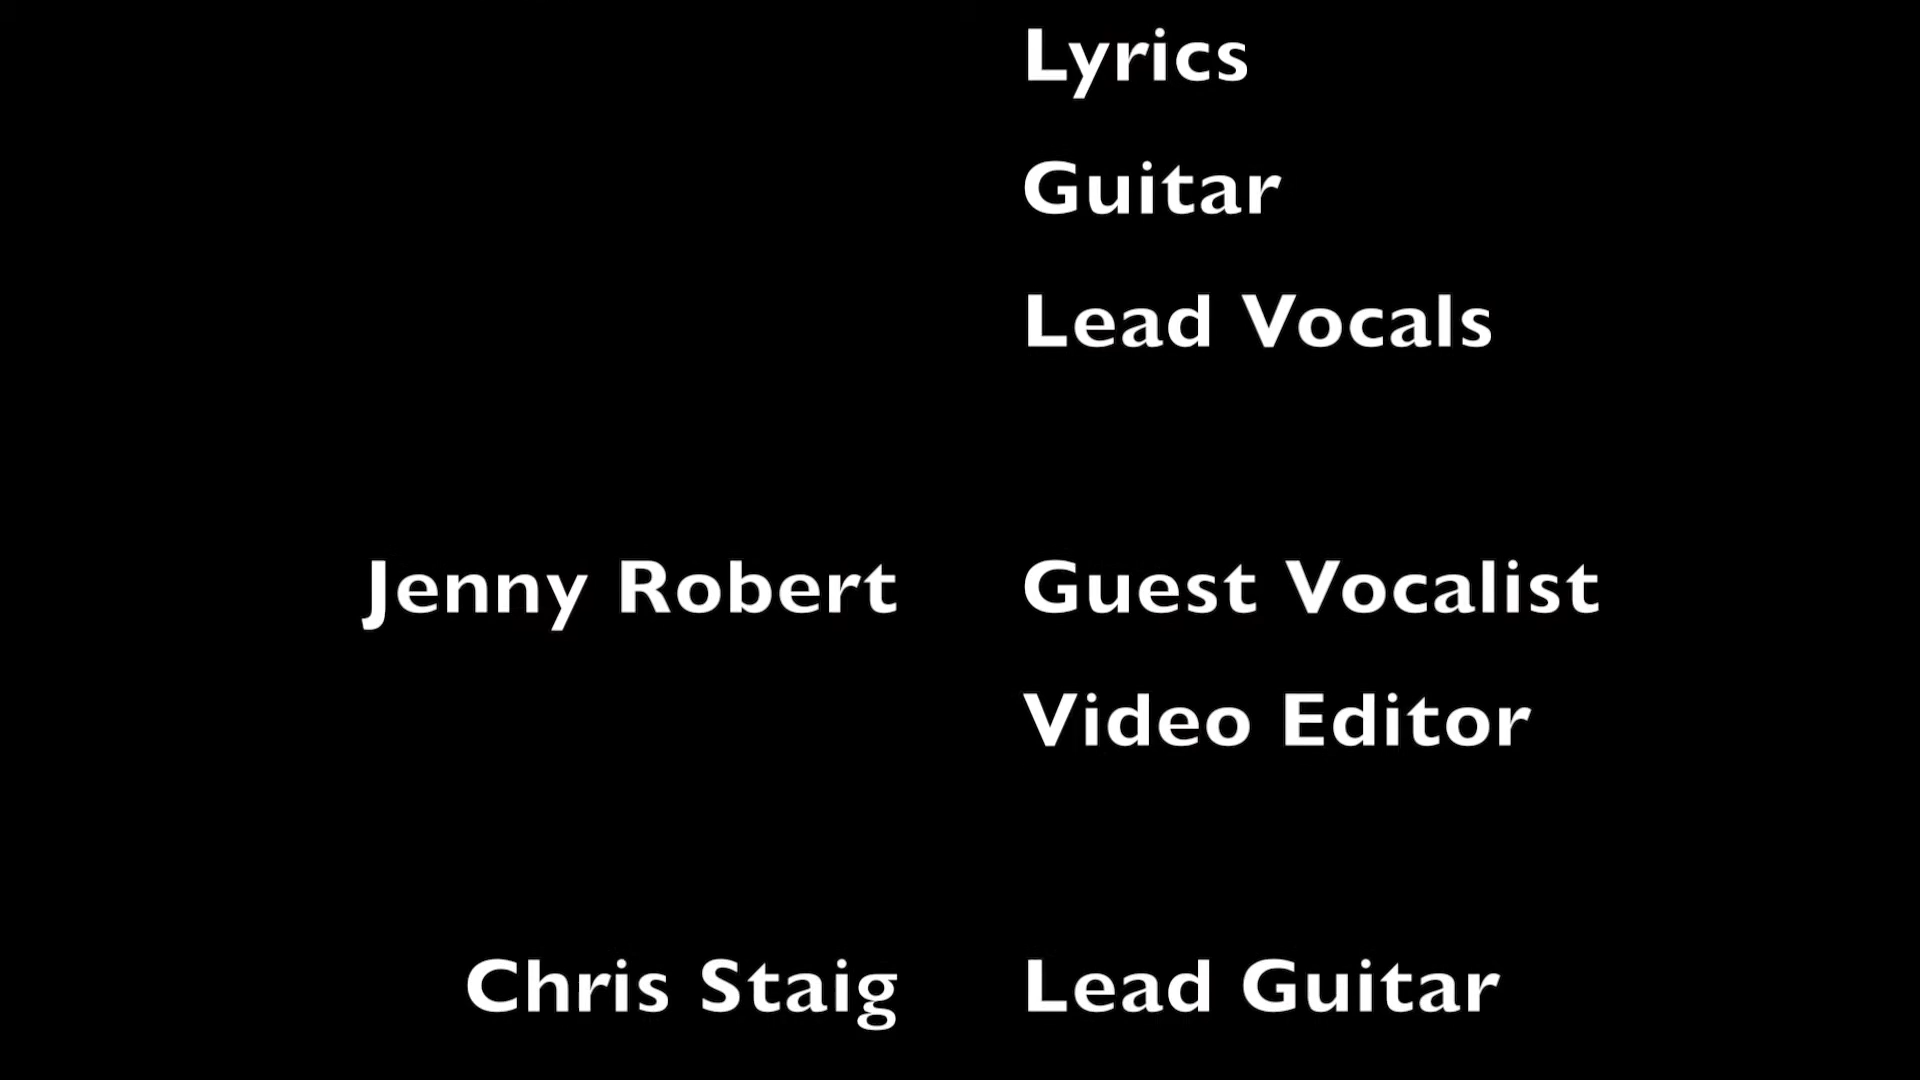 Lyrics
Guitar
Lead Vocals
Jenny Robert Guest Vocalist
Video Editor
Chris Staig Lead Guitar